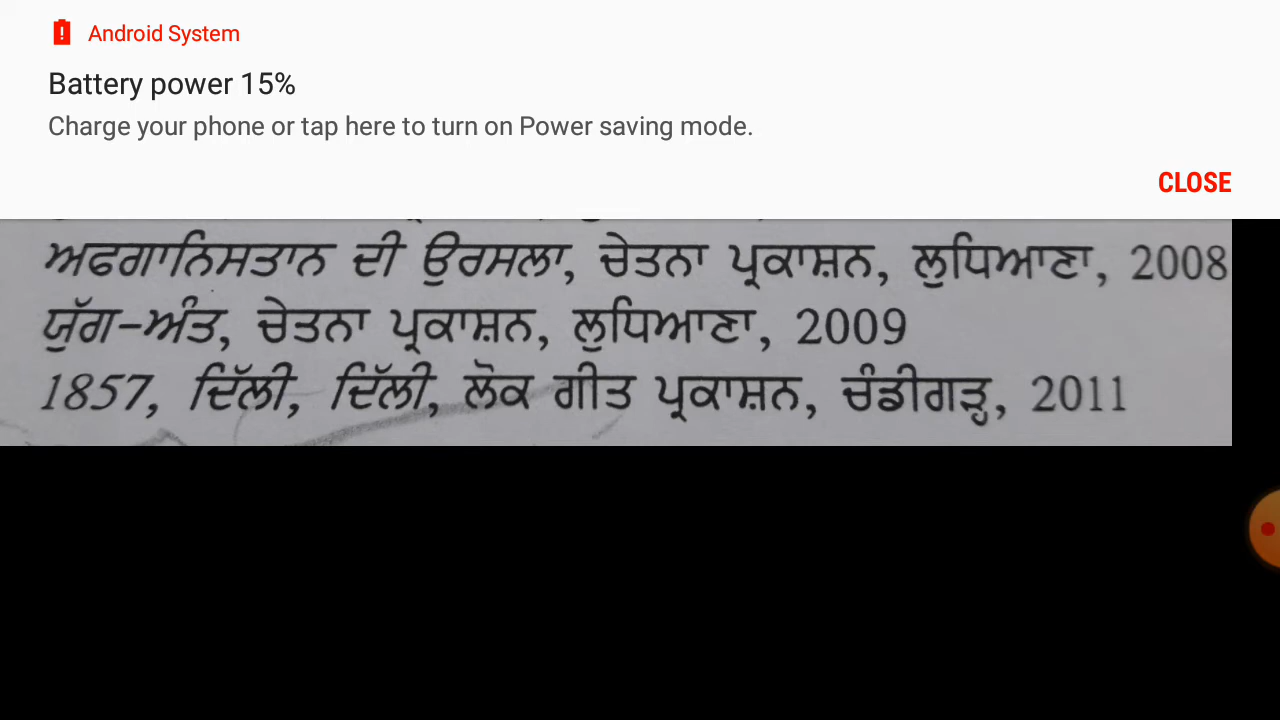 Android System
Battery power 15%
Charge your phone or tap here to turn on Power saving mode.
CLOSE
ਅਫਗਾਨਿਸਤਾਨ ਦੀ ਉਰਸਲਾ, ਚੇਤਨਾ ਪ੍ਰਕਾਸ਼ਨ, ਲੁਧਿਆਣਾ, 2008
ਯੁੱਗ-ਅੰਤ, ਚੇਤਨਾ ਪ੍ਰਕਾਸ਼ਨ, ਲੁਧਿਆਣਾ, 2009
1857, ਦਿੱਲੀ, ਦਿੱਲੀ, ਲੋਕ ਗੀਤ ਪ੍ਰਕਾਸ਼ਨ, ਚੰਡੀਗੜ੍ਹ, 2011